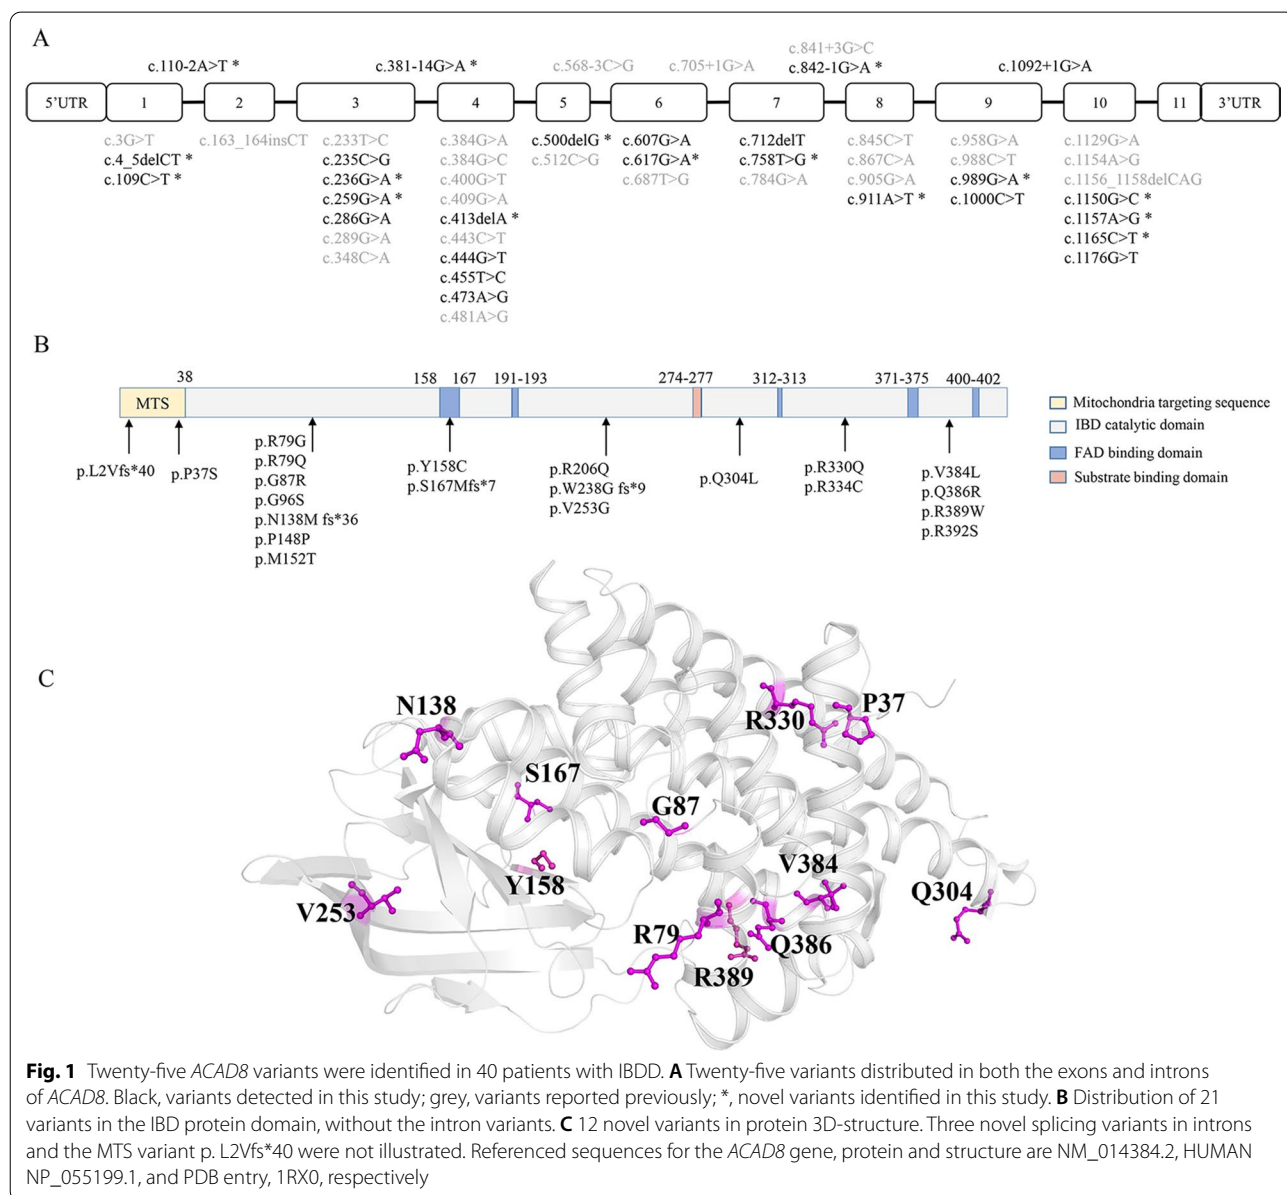 A
c.841+3G>C
c.110-2A>T *
c.381-14G>A *
c.568-3C>G
c.705+1G>A
c.842-1G>A *
c.1092+1G>A
5'UTR 1 2 3 4 5 6 7 8 9 10 11 3'UTR
c.3G>T
c.4_5delCT *
c.109C>T *
c.163_164insCT
c.233T>C
c.235C>G
c.236G>A *
c.259G>A *
c.286G>A
c.289G>A
c.348C>A
c.384G>A
c.384G>C
c.400G>T
c.409G>A
c.413delA *
c.443C>T
c.444G>T
c.455T>C
c.473A>G
c.481A>G
c.500delG *
c.512C>G
c.607G>A
c.617G>A*
c.687T>G
c.712delT
c.758T>G *
c.784G>A
c.845C>T
c.867C>A
c.905G>A
c.911A>T *
c.958G>A
c.988C>T
c.989G>A *
c.1000C>T
c.1129G>A
c.1154A>G
c.1156_1158delCAG
c.1150G>C *
c.1157A>G *
c.1165C>T *
c.1176G>T
B
38 158 167 191-193 274-277 312-313 371-375 400-402
MTS
Mitochondria targeting sequence
IBD catalytic domain
FAD binding domain
Substrate binding domain
p.L2Vfs*40
p.P37S
p.R79G
p.R79Q
p.G87R
p.G96S
p.N138M fs*36
p.P148P
p.M152T
p.Y158C
p.S167Mfs*7
p.R206Q
p.W238G fs*9
p.V253G
p.Q304L
p.R330Q
p.R334C
p.V384L
p.Q386R
p.R389W
p.R392S
C
N138
R330
P37
S167
G87
Y158
V384
V253
Q304
R79
Q386
R389
Fig. 1 Twenty-five ACAD8 variants were identified in 40 patients with IBDD. A Twenty-five variants distributed in both the exons and introns
of ACAD8. Black, variants detected in this study; grey, variants reported previously; *, novel variants identified in this study. B Distribution of 21
variants in the IBD protein domain, without the intron variants. C 12 novel variants in protein 3D-structure. Three novel splicing variants in introns
and the MTS variant p. L2Vfs*40 were not illustrated. Referenced sequences for the ACAD8 gene, protein and structure are NM_014384.2, HUMAN
NP_055199.1, and PDB entry, 1RX0, respectively